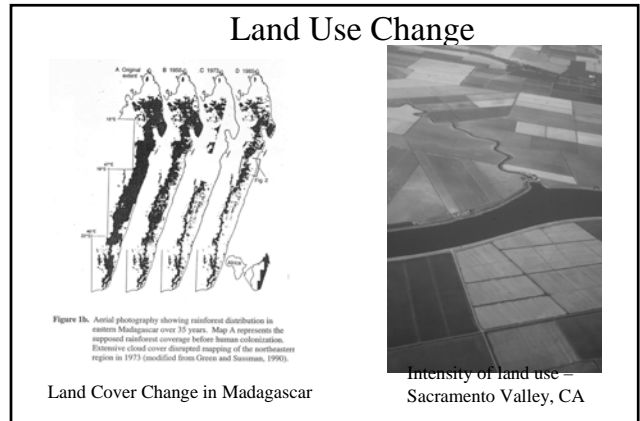 Land Use Change
A Original extent
B 1950
C 1973
D 1985
Fig 2
Africa
Figure 1b. Aerial photography showing rainforest distribution in
eastern Madagascar over 35 years. Map A represents the
supposed rainforest coverage before human colonization.
Extensive cloud cover disrupted mapping of the northeastern
region in 1973 (modified from Green and Sussman, 1990).
Land Cover Change in Madagascar
Intensity of land use –
Sacramento Valley, CA